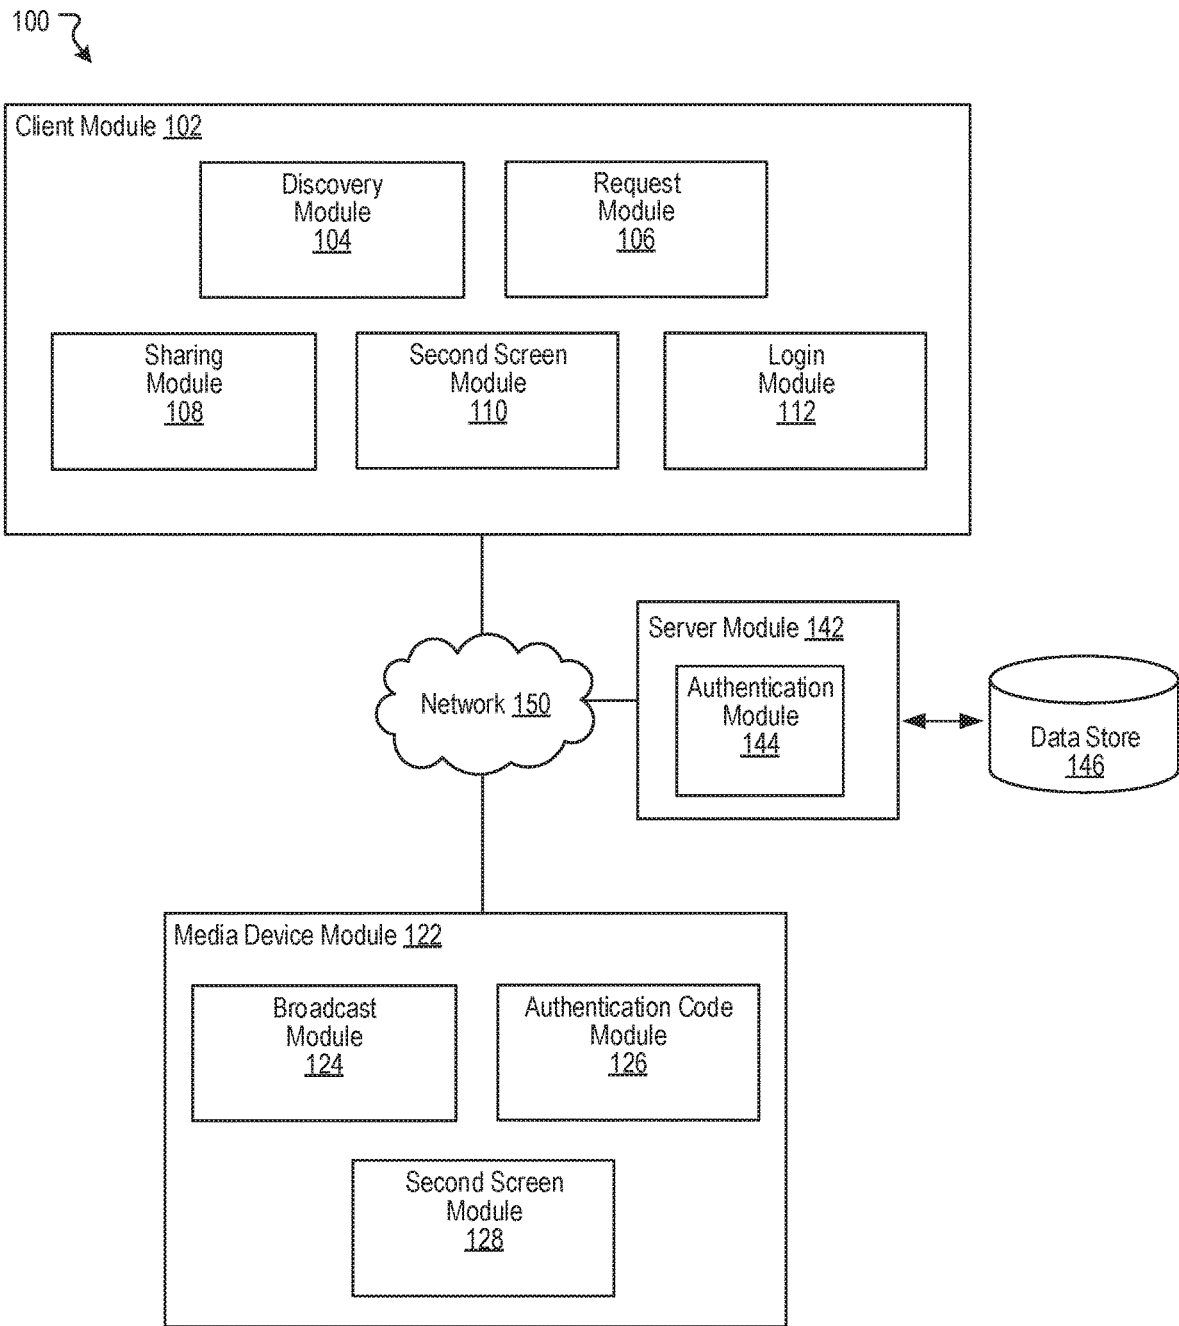 100
Client Module 102
Discovery
Module
104
Request
Module
106
Sharing
Module
108
Second Screen
Module
110
Login
Module
112
Network 150
Server Module 142
Authentication
Module
144
Data Store
146
Media Device Module 122
Broadcast
Module
124
Authentication Code
Module
126
Second Screen
Module
128